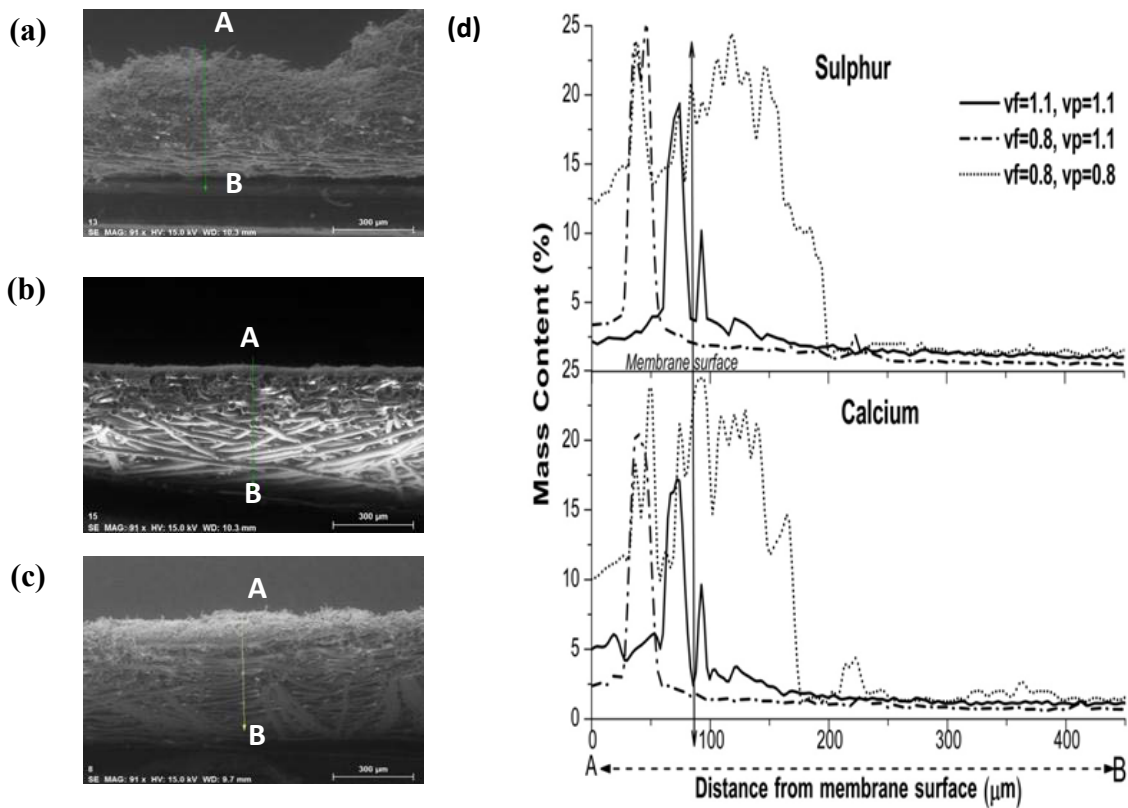 (a)
A
B
13
SE MAG: 91 x HV: 15.0 kV WD: 10.3 mm
300 µm
(b)
A
B
15
SE MAG: 91 x HV: 15.0 kV WD: 10.3 mm
300 µm
(c)
A
B
8
SE MAG: 91 x HV: 15.0 kV WD: 9.7 mm
300 µm
(d)
Mass Content (%)
25
20
15
10
5
Sulphur
vf=1.1, vp=1.1
vf=0.8, vp=1.1
vf=0.8, vp=0.8
Membrane surface
25
20
15
10
5
0
Calcium
0 100 200 300 400
A B
Distance from membrane surface (µm)